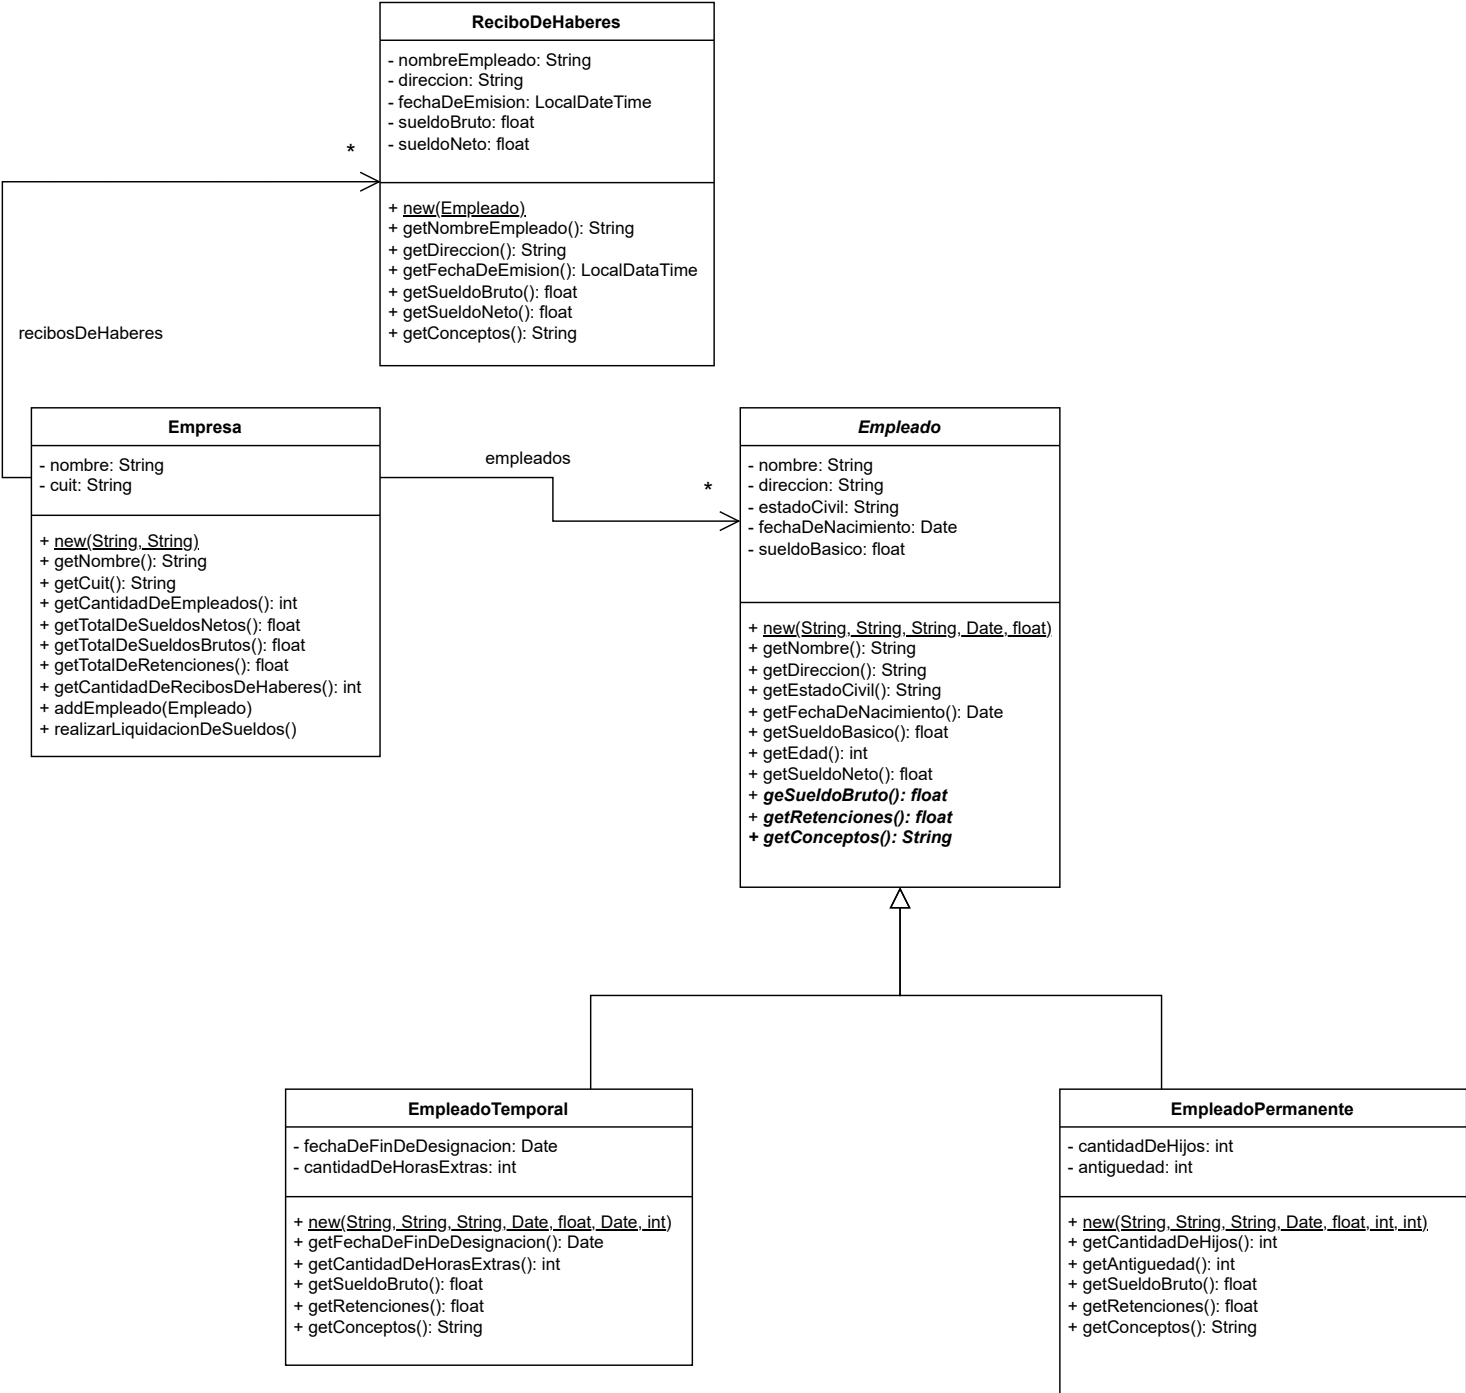 ReciboDeHaberes
- nombreEmpleado: String
- direccion: String
- fechaDeEmision: LocalDateTime
- sueldoBruto: float
- sueldoNeto: float
*
+ new(Empleado)
+ getNombreEmpleado(): String
+ getDireccion(): String
+ getFechaDeEmision(): LocalDataTime
+ getSueldoBruto(): float
+ getSueldoNeto(): float
+ getConceptos(): String
recibosDeHaberes
Empresa
- nombre: String
- cuit: String
+ new(String, String)
+ getNombre(): String
+ getCuit(): String
+ getCantidadDeEmpleados(): int
+ getTotalDeSueldosNetos(): float
+ getTotalDeSueldosBrutos(): float
+ getTotalDeRetenciones(): float
+ getCantidadDeRecibosDeHaberes(): int
+ addEmpleado(Empleado)
+ realizarLiquidacionDeSueldos()
empleados
*
Empleado
- nombre: String
- direccion: String
- estadoCivil: String
- fechaDeNacimiento: Date
- sueldoBasico: float
+ new(String, String, String, Date, float)
+ getNombre(): String
+ getDireccion(): String
+ getEstadoCivil(): String
+ getFechaDeNacimiento(): Date
+ getSueldoBasico(): float
+ getEdad(): int
+ getSueldoNeto(): float
+ geSueldoBruto(): float
+ getRetenciones(): float
+ getConceptos(): String
EmpleadoTemporal
- fechaDeFinDeDesignacion: Date
- cantidadDeHorasExtras: int
+ new(String, String, String, Date, float, Date, int)
+ getFechaDeFinDeDesignacion(): Date
+ getCantidadDeHorasExtras(): int
+ getSueldoBruto(): float
+ getRetenciones(): float
+ getConceptos(): String
EmpleadoPermanente
- cantidadDeHijos: int
- antiguedad: int
+ new(String, String, String, Date, float, int, int)
+ getCantidadDeHijos(): int
+ getAntiguedad(): int
+ getSueldoBruto(): float
+ getRetenciones(): float
+ getConceptos(): String